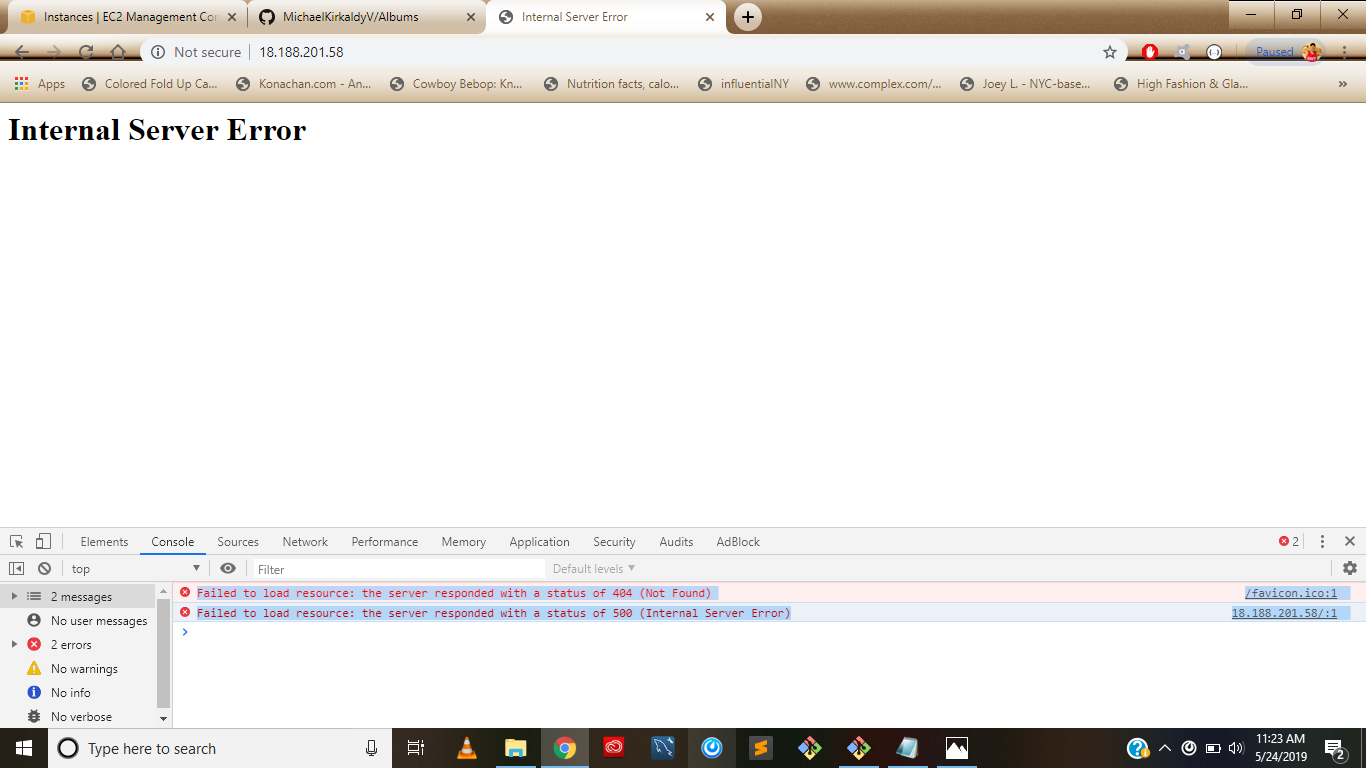 Instances | EC2 Management Cor
MichaelKirkaldyV/Albums
Internal Server Error
Not secure
18.188.201.58
Paused
Apps
Colored Fold Up Ca...
Konachan.com - An...
Cowboy Bebop: Kn...
Nutrition facts, calo...
influentialNY
www.complex.com/...
Joey L. - NYC-base...
High Fashion & Gla...
»
Internal Server Error
Elements Console Sources Network Performance Memory Application Security Audits AdBlock
2
top
Filter
Default levels ▼
2 messages
No user messages
2 errors
No warnings
No info
No verbose
Failed to load resource: the server responded with a status of 404 (Not Found)
/favicon.ico:1
Failed to load resource: the server responded with a status of 500 (Internal Server Error)
18.188.201.58/:1
Type here to search
11:23 AM
5/24/2019
2